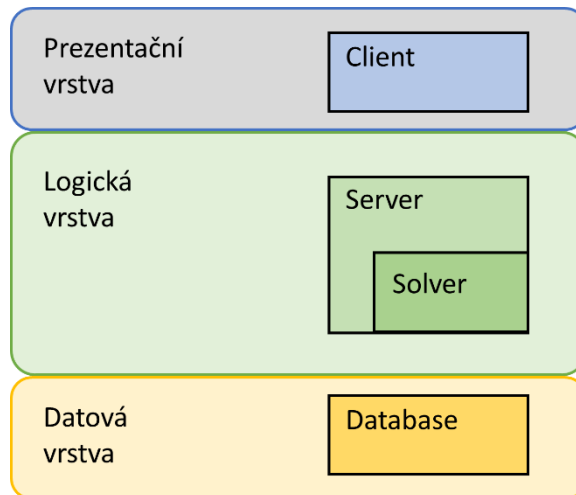 Prezentační
vrstva
Client
Logická
vrstva
Server
Solver
Datová
vrstva
Database